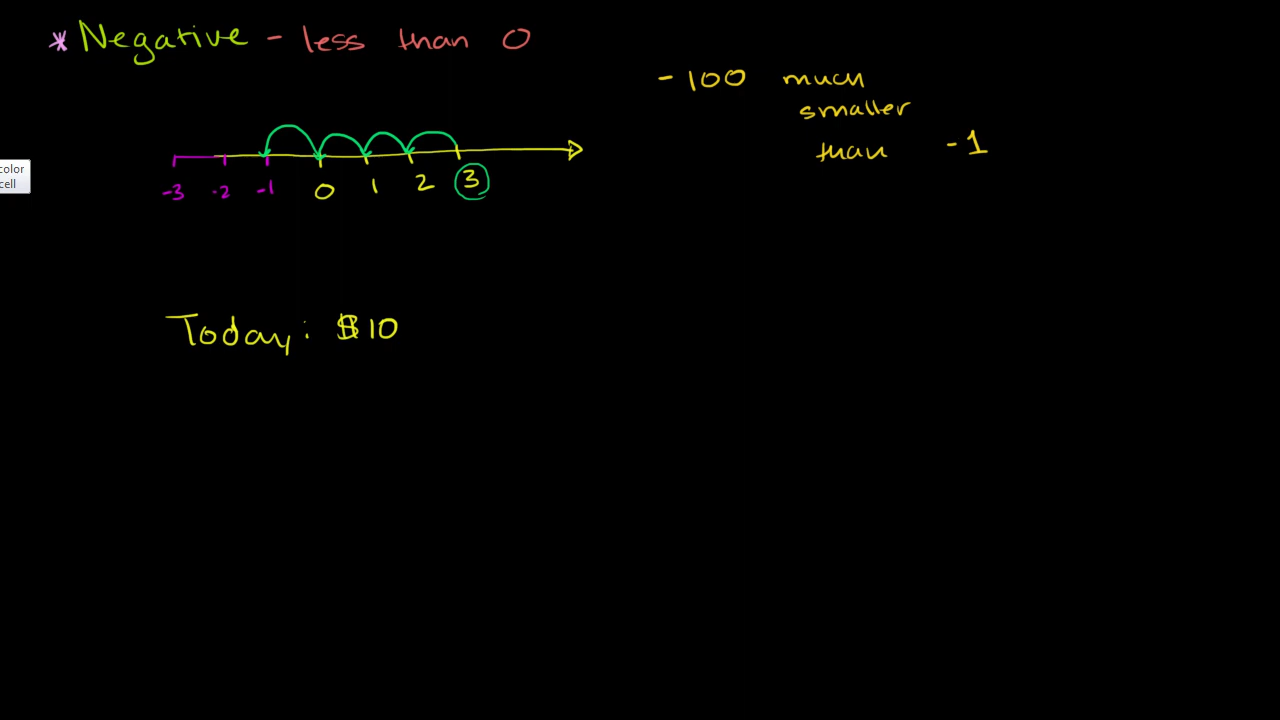 * Negative - less than 0
-100 much
smaller
than -1
color
cell
-3 -2 -1 0 1 2 3
Today: $10